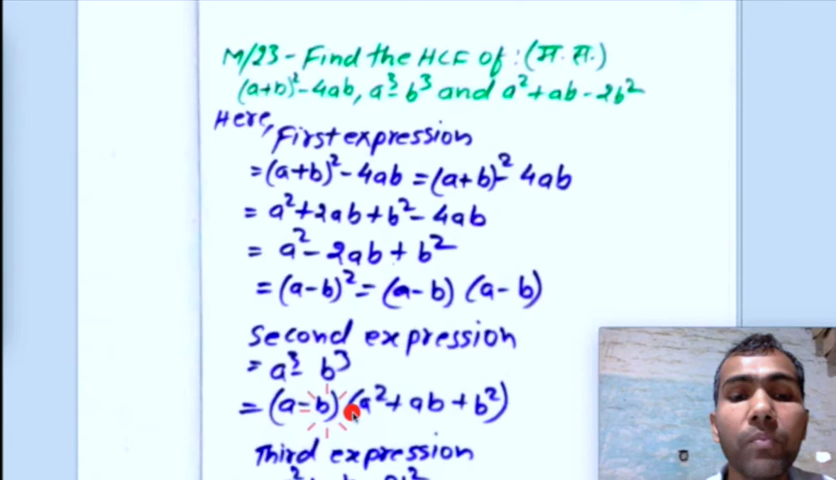 M/23 - Find the HCF of: (म.स.)
(a+b)² - 4ab, a³ - b³ and a² + ab - 2b²
Here,
First expression
= (a+b)² - 4ab = (a+b)² - 4ab
= a² + 2ab + b² - 4ab
= a² - 2ab + b²
= (a-b)² = (a-b) (a-b)
Second expression
= a³ - b³
= (a-b) (a² + ab + b²)
Third expression